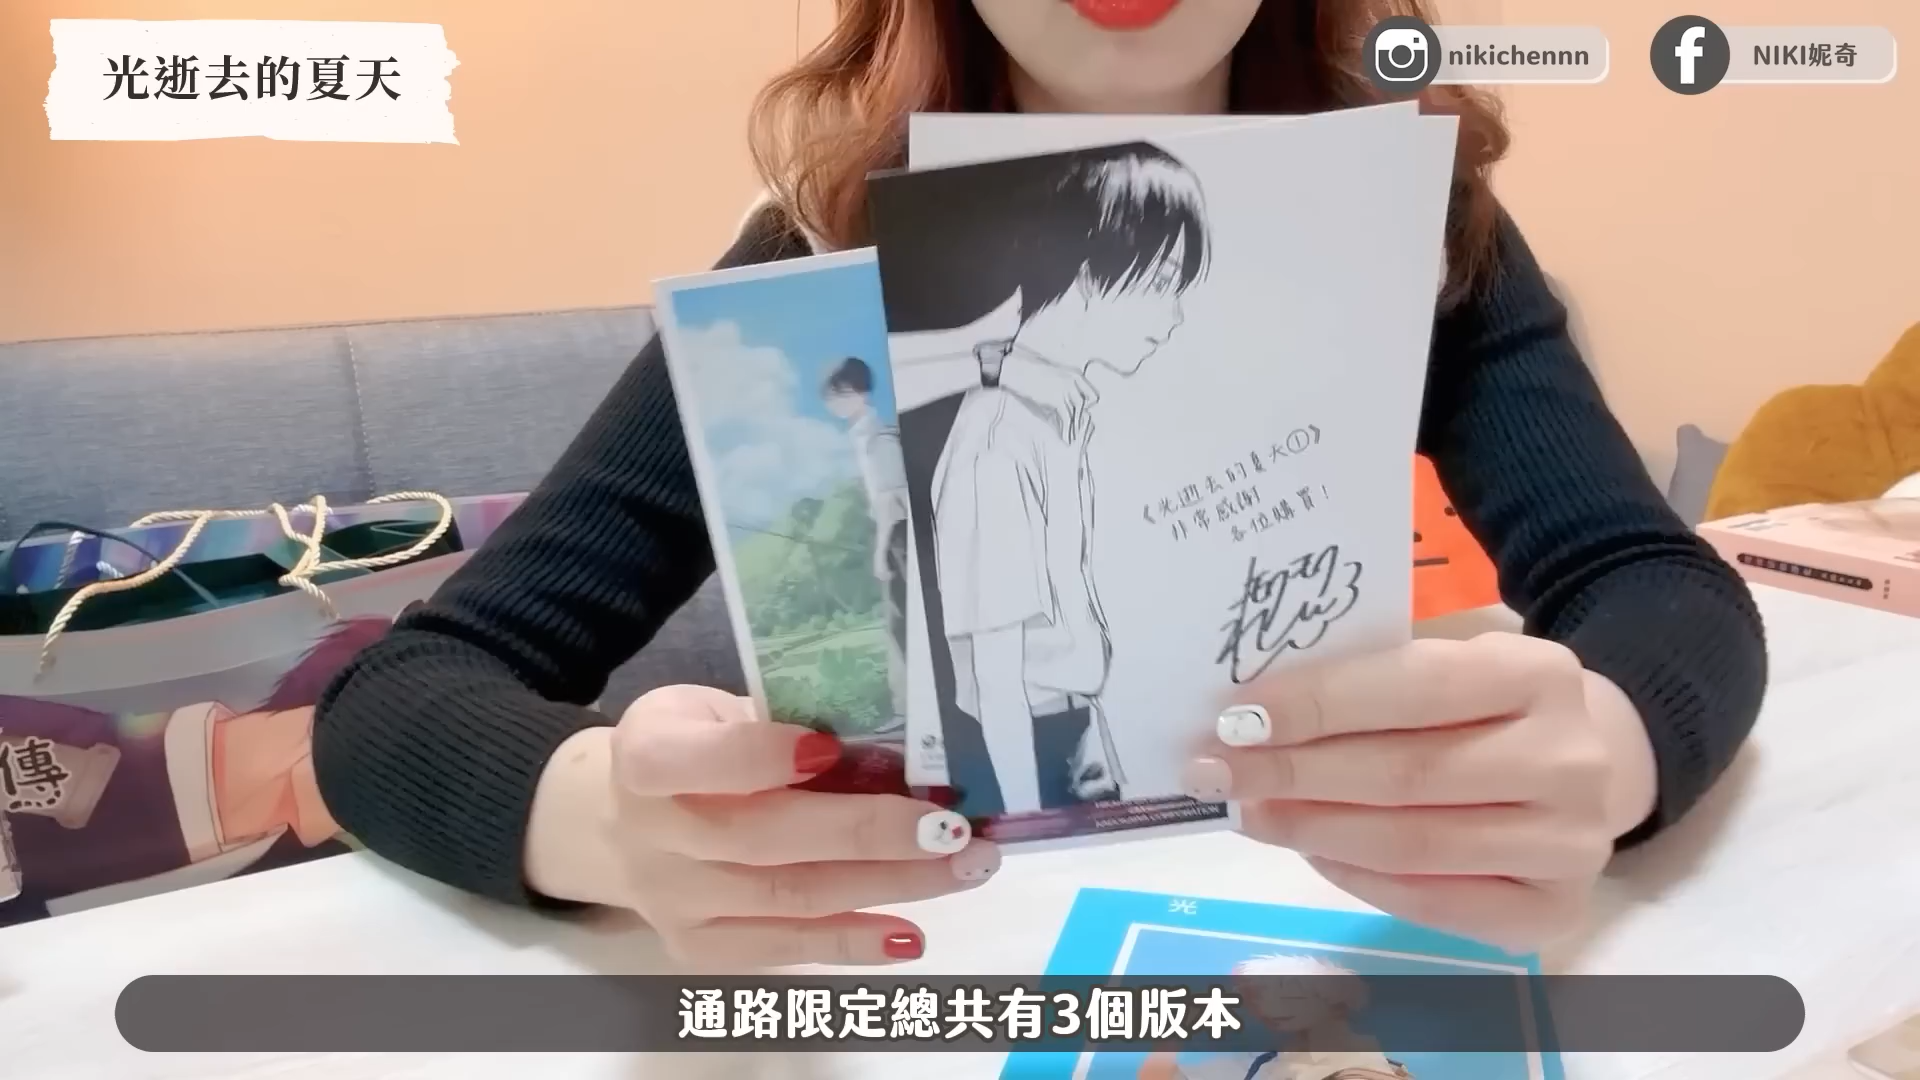 光逝去的夏天
nikichennn
NIKI妮奇
《光逝去的夏天①》
非常感謝
各位購買！
傳
光
通路限定總共有3個版本